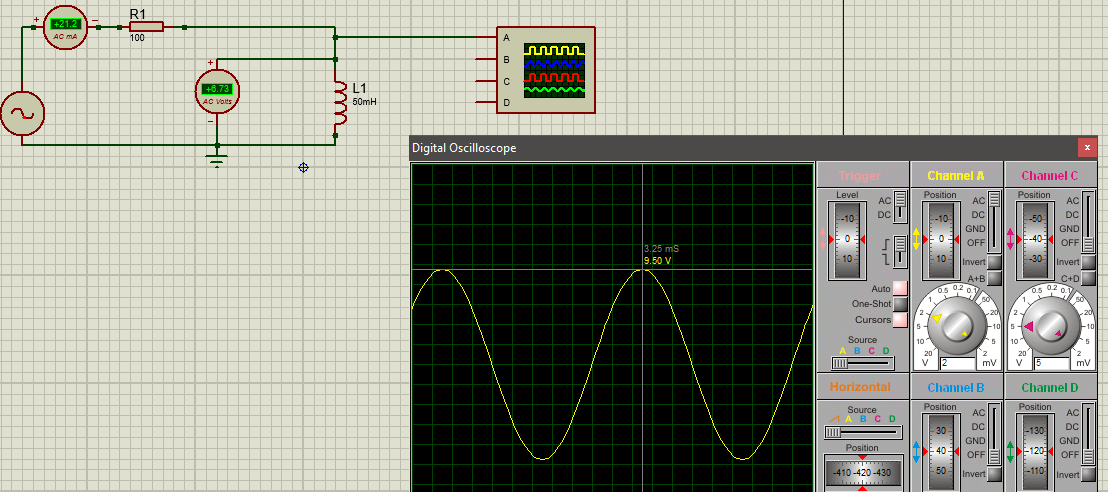 R1
+21.2
AC mA
100
A
B
C
D
+6.73
AC Volts
L1
50mH
Digital Oscilloscope
x
3.25 mS
9.50 V
Trigger
Level
-10
0
10
AC
DC
Auto
One-Shot
Cursors
Source
A B C D
Channel A
Position
-10
0
10
AC
DC
GND
OFF
Invert
A+B
0.5 0.2 0.1
1 50
2 20
5 10
10 5
20 2
V 2 mV
Channel C
Position
-50
-40
-30
AC
DC
GND
OFF
Invert
C+D
0.5 0.2 0.1
1 50
2 20
5 10
10 5
20 2
V 5 mV
Horizontal
Source
A B C D
Position
-410 -420 -430
Channel B
Position
30
40
50
AC
DC
GND
OFF
Invert
Channel D
Position
-130
-120
-110
AC
DC
GND
OFF
Invert